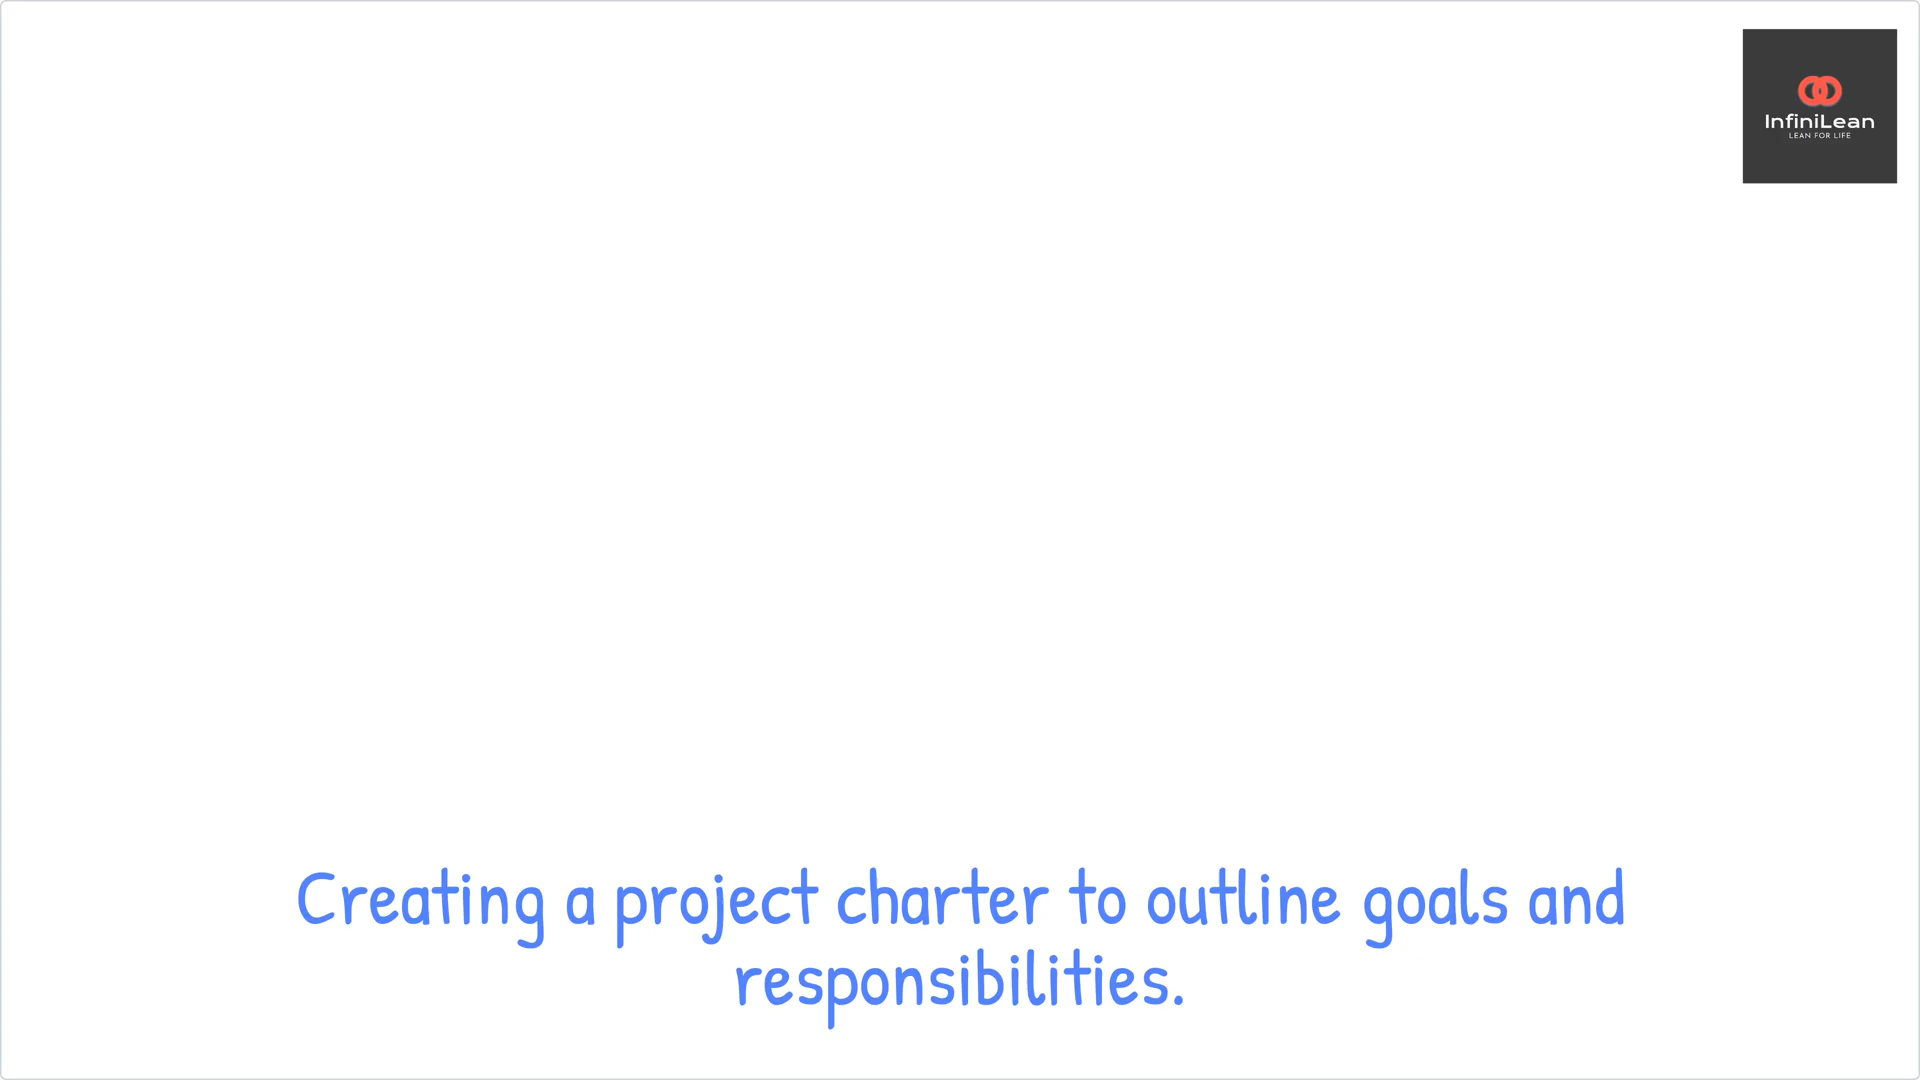 InfiniLean
LEAN FOR LIFE
Creating a project charter to outline goals and
responsibilities.